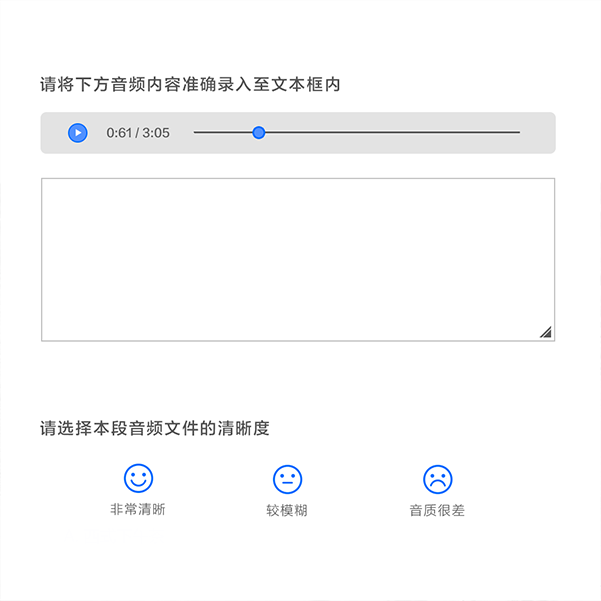 请将下方音频内容准确录入至文本框内
0:61 / 3:05
请选择本段音频文件的清晰度
非常清晰
较模糊
音质很差